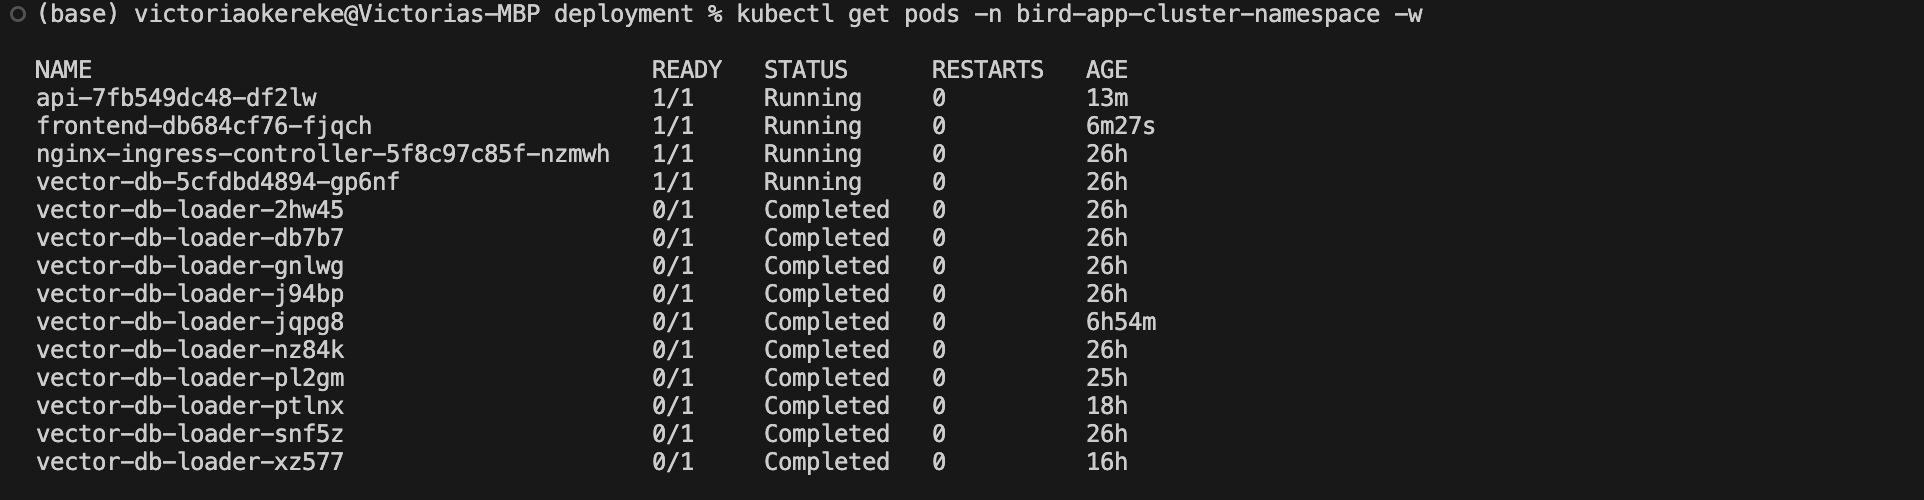 (base) victoriaokereke@Victorias-MBP deployment % kubectl get pods -n bird-app-cluster-namespace -w
NAME READY STATUS RESTARTS AGE
api-7fb549dc48-df2lw 1/1 Running 0 13m
frontend-db684cf76-fjqch 1/1 Running 0 6m27s
nginx-ingress-controller-5f8c97c85f-nzmwh 1/1 Running 0 26h
vector-db-5cfdbd4894-gp6nf 1/1 Running 0 26h
vector-db-loader-2hw45 0/1 Completed 0 26h
vector-db-loader-db7b7 0/1 Completed 0 26h
vector-db-loader-gnlwg 0/1 Completed 0 26h
vector-db-loader-j94bp 0/1 Completed 0 26h
vector-db-loader-jqpg8 0/1 Completed 0 6h54m
vector-db-loader-nz84k 0/1 Completed 0 26h
vector-db-loader-pl2gm 0/1 Completed 0 25h
vector-db-loader-ptlnx 0/1 Completed 0 18h
vector-db-loader-snf5z 0/1 Completed 0 26h
vector-db-loader-xz577 0/1 Completed 0 16h